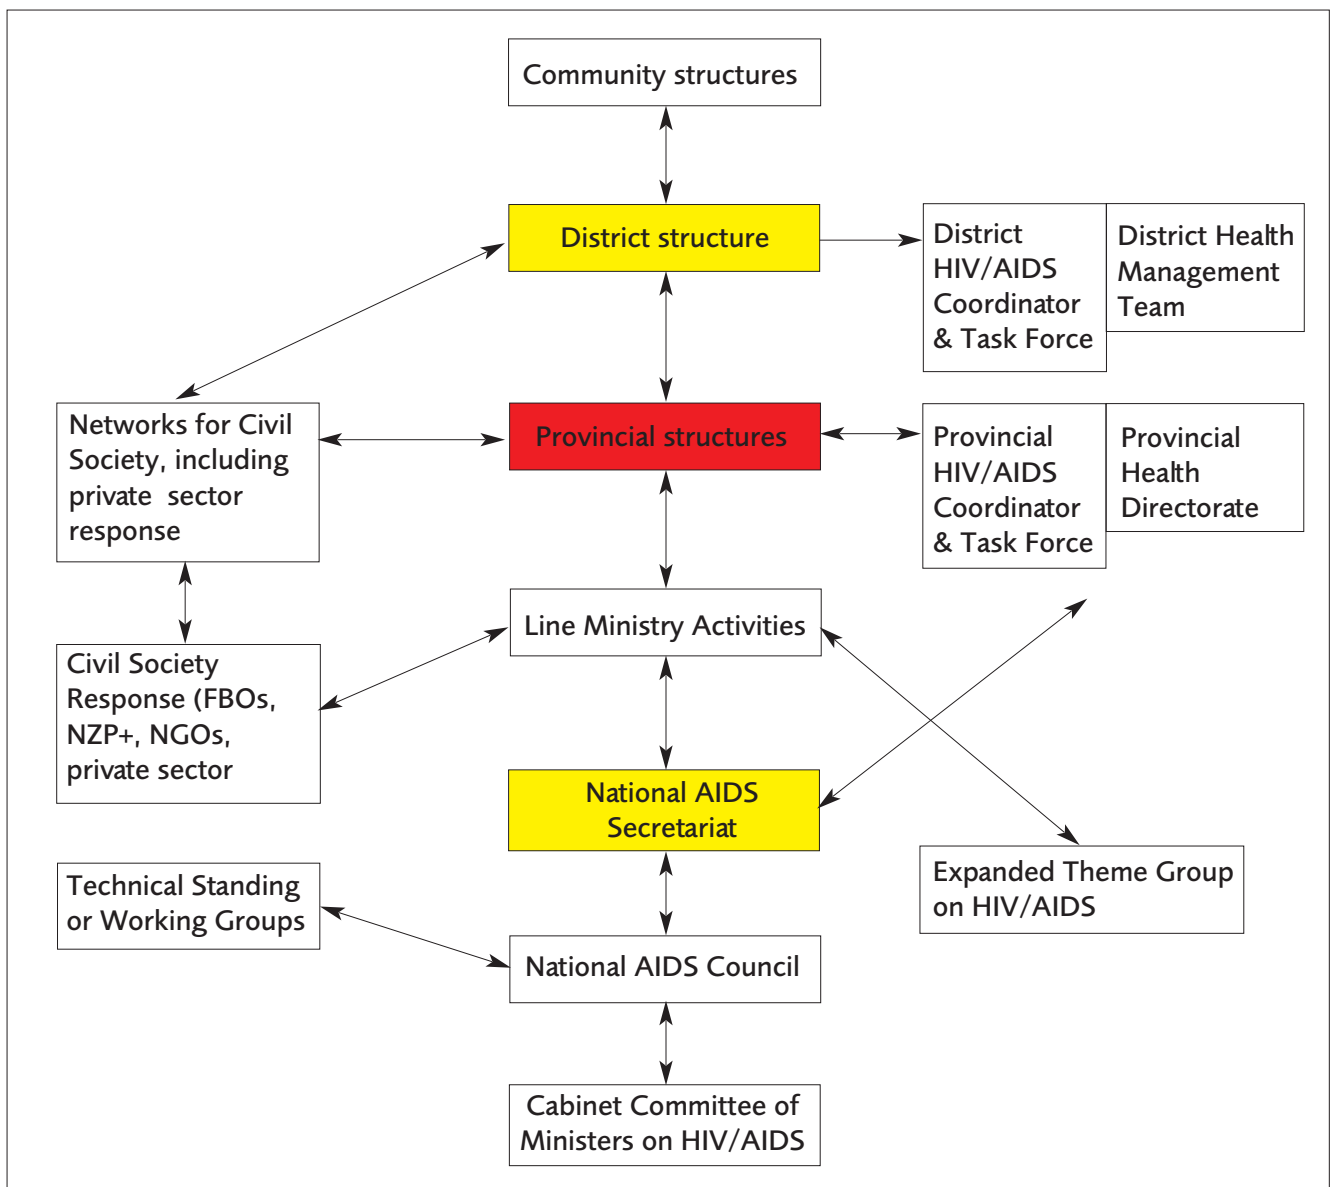 Community structures
District structure
District
HIV/AIDS
Coordinator
& Task Force
District Health
Management
Team
Networks for Civil
Society, including
private sector
response
Provincial structures
Provincial
HIV/AIDS
Coordinator
& Task Force
Provincial
Health
Directorate
Line Ministry Activities
Civil Society
Response (FBOs,
NZP+, NGOs,
private sector
National AIDS
Secretariat
Technical Standing
or Working Groups
Expanded Theme Group
on HIV/AIDS
National AIDS Council
Cabinet Committee of
Ministers on HIV/AIDS